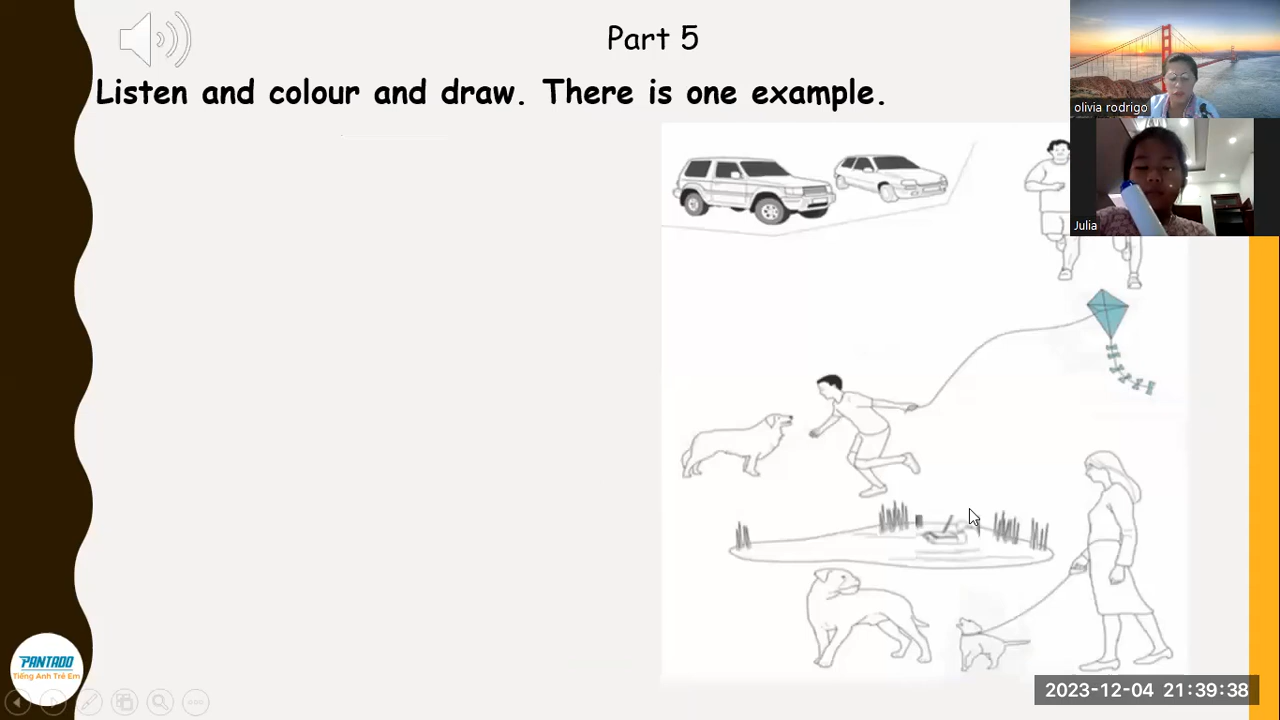 Part 5
Listen and colour and draw. There is one example.
olivia rodrigo
Julia
PANTADO
Tiếng Anh Trẻ Em
2023-12-04 21:39:38